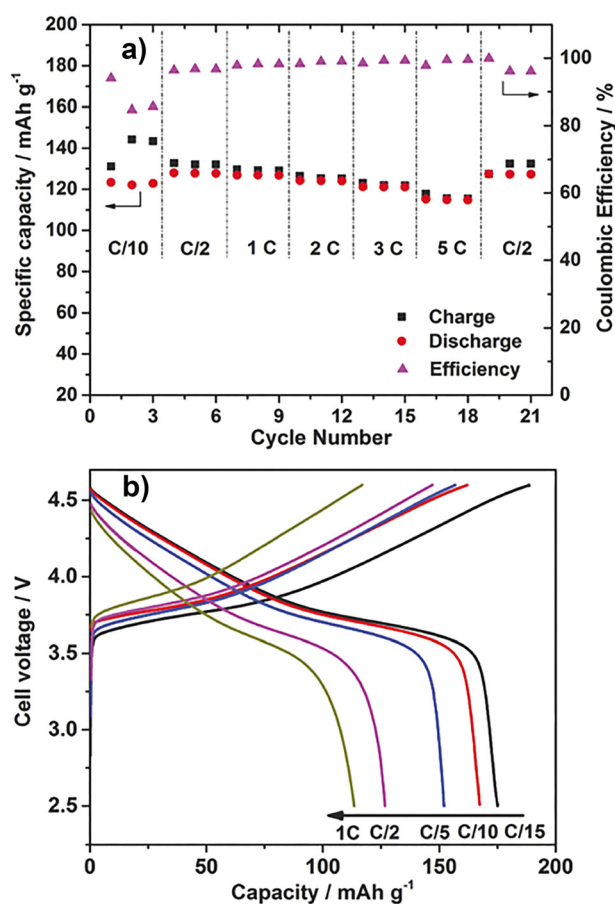 a)
Specific capacity / mAh g⁻¹
200
180
160
140
120
100
80
60
40
20
C/10 C/2 1 C 2 C 3 C 5 C C/2
Charge
Discharge
Efficiency
100
80
60
40
20
0
Coulombic Efficiency / %
0 3 6 9 12 15 18 21
Cycle Number
b)
Cell voltage / V
4.5
4.0
3.5
3.0
2.5
1C C/2 C/5 C/10 C/15
0 50 100 150 200
Capacity / mAh g⁻¹